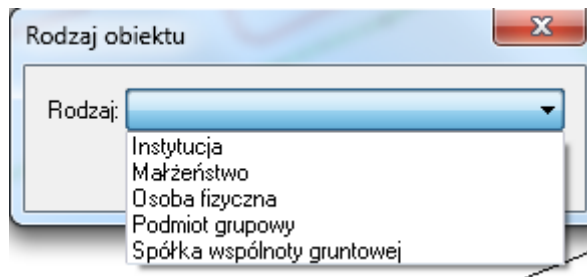 Rodzaj obiektu
Rodzaj:
Instytucja
Małżeństwo
Osoba fizyczna
Podmiot grupowy
Spółka wspólnoty gruntowej